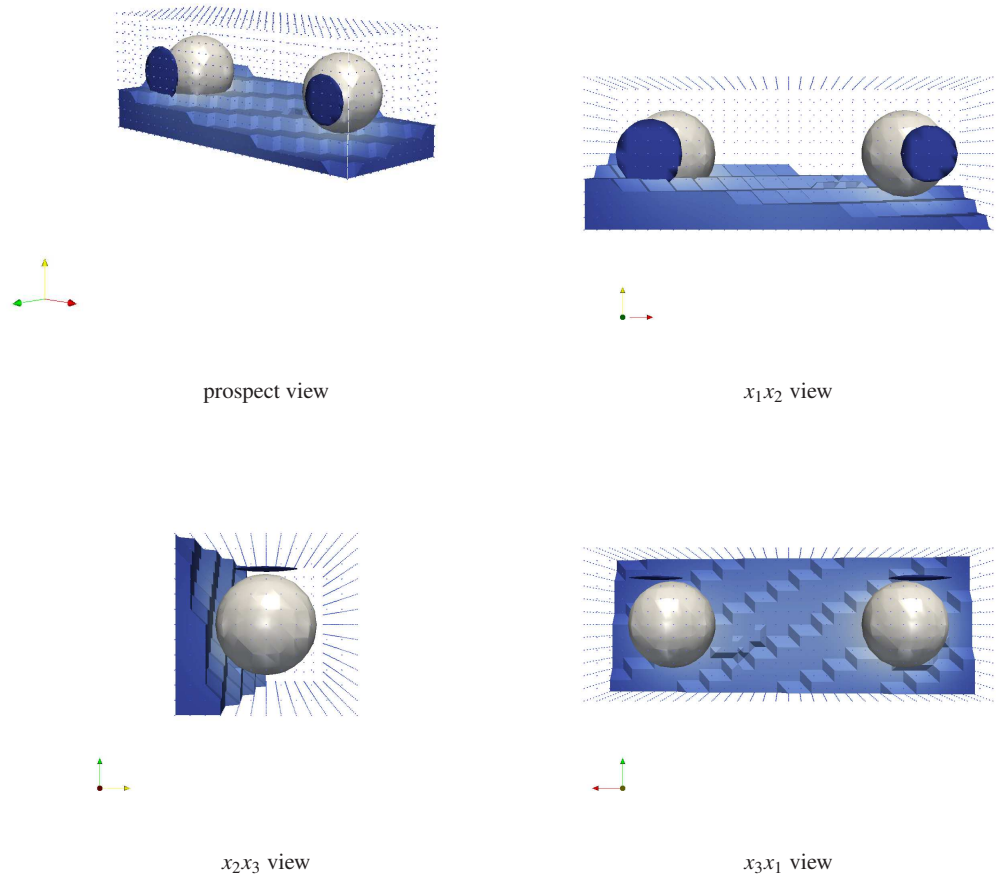 prospect view
x₁x₂ view
x₂x₃ view
x₃x₁ view